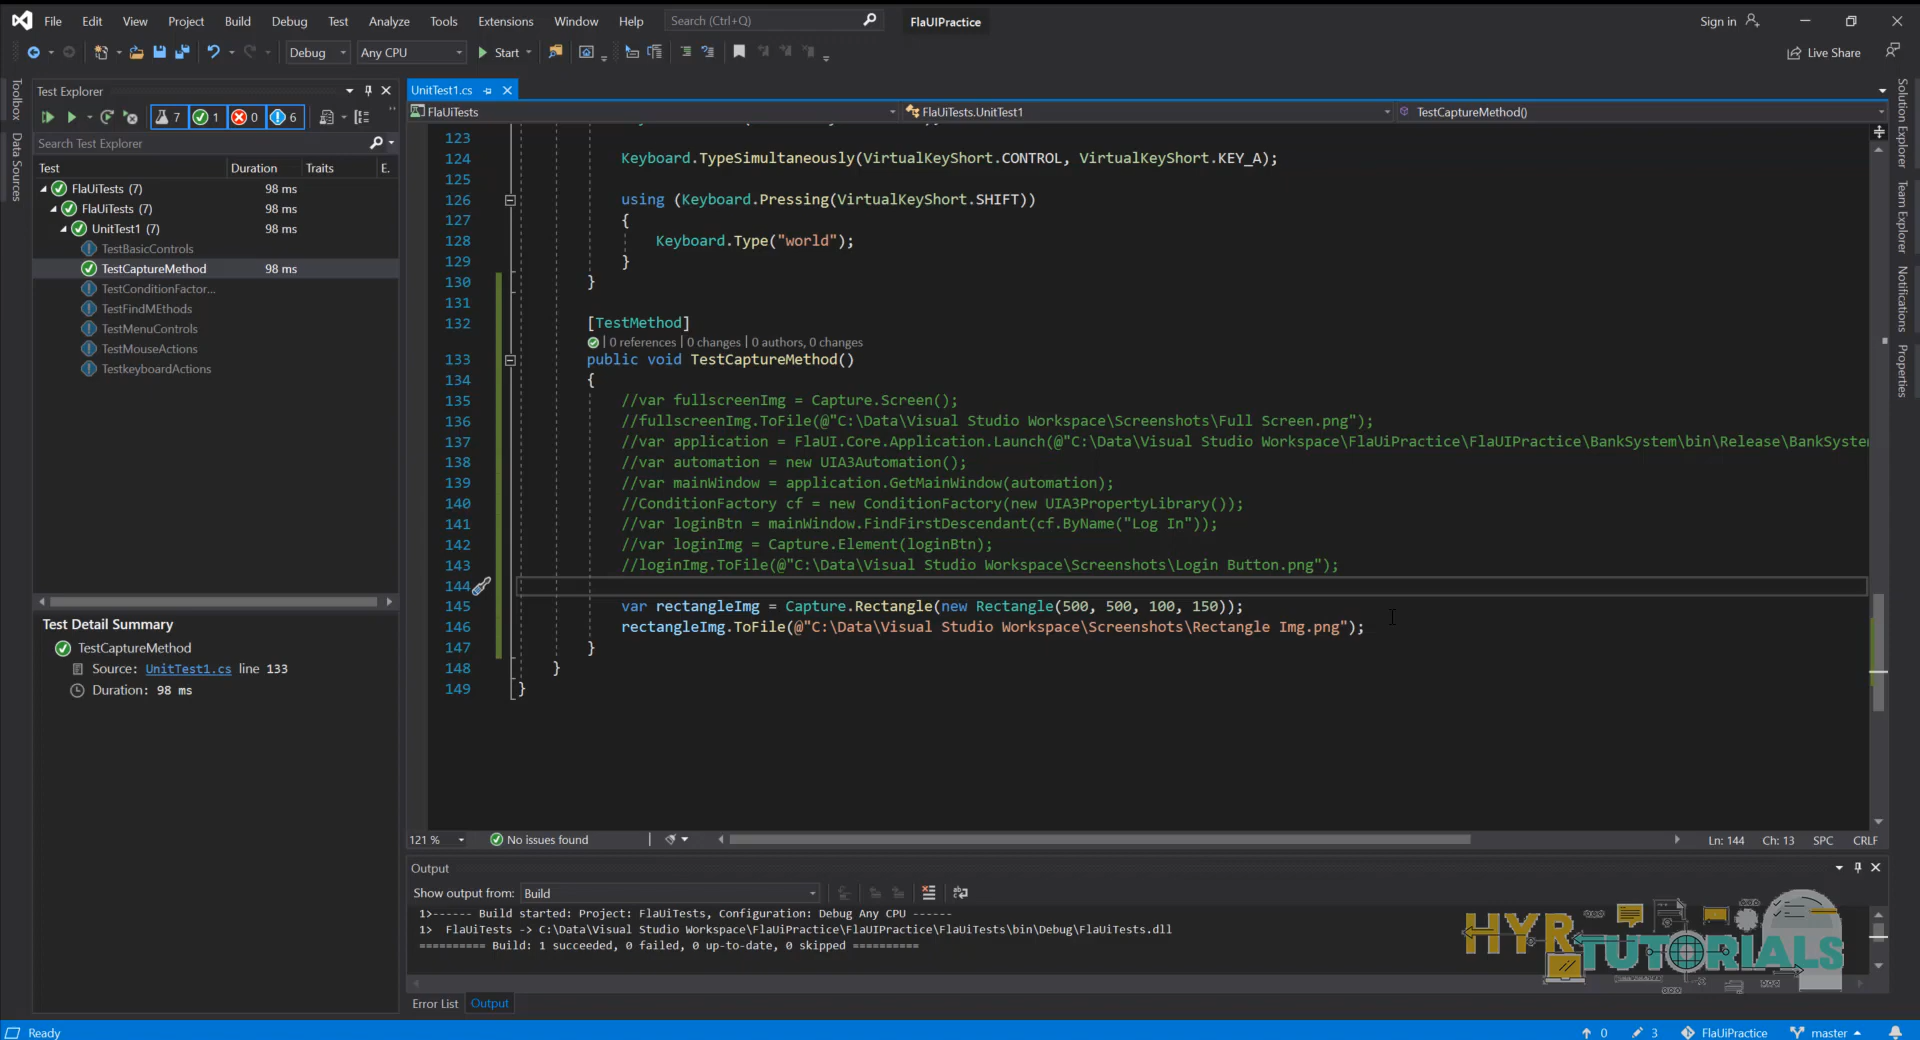 File Edit View Project Build Debug Test Analyze Tools Extensions Window Help Search (Ctrl+Q) FlaUIPractice Sign in
Debug Any CPU Start Live Share
Toolbox
Data Sources
Test Explorer
7 1 0 6
Search Test Explorer
Test Duration Traits E.
FlaUiTests (7) 98 ms
FlaUiTests (7) 98 ms
UnitTest1 (7) 98 ms
TestBasicControls
TestCaptureMethod 98 ms
TestConditionFactor...
TestFindMEthods
TestMenuControls
TestMouseActions
TestkeyboardActions
Test Detail Summary
TestCaptureMethod
Source: UnitTest1.cs line 133
Duration: 98 ms
UnitTest1.cs
FlaUiTests FlaUiTests.UnitTest1 TestCaptureMethod()
123
124 Keyboard.TypeSimultaneously(VirtualKeyShort.CONTROL, VirtualKeyShort.KEY_A);
125
126 using (Keyboard.Pressing(VirtualKeyShort.SHIFT))
127 {
128 Keyboard.Type("world");
129 }
130 }
131
132 [TestMethod]
0 references | 0 changes | 0 authors, 0 changes
133 public void TestCaptureMethod()
134 {
135 //var fullscreenImg = Capture.Screen();
136 //fullscreenImg.ToFile(@"C:\Data\Visual Studio Workspace\Screenshots\Full Screen.png");
137 //var application = FlaUI.Core.Application.Launch(@"C:\Data\Visual Studio Workspace\FlaUiPractice\FlaUIPractice\BankSystem\bin\Release\BankSystem
138 //var automation = new UIA3Automation();
139 //var mainWindow = application.GetMainWindow(automation);
140 //ConditionFactory cf = new ConditionFactory(new UIA3PropertyLibrary());
141 //var loginBtn = mainWindow.FindFirstDescendant(cf.ByName("Log In"));
142 //var loginImg = Capture.Element(loginBtn);
143 //loginImg.ToFile(@"C:\Data\Visual Studio Workspace\Screenshots\Login Button.png");
144
145 var rectangleImg = Capture.Rectangle(new Rectangle(500, 500, 100, 150));
146 rectangleImg.ToFile(@"C:\Data\Visual Studio Workspace\Screenshots\Rectangle Img.png");
147 }
148 }
149 }
121 % No issues found Ln: 144 Ch: 13 SPC CRLF
Output
Show output from: Build
1>------ Build started: Project: FlaUiTests, Configuration: Debug Any CPU ------
1> FlaUiTests -> C:\Data\Visual Studio Workspace\FlaUiPractice\FlaUIPractice\FlaUiTests\bin\Debug\FlaUiTests.dll
========== Build: 1 succeeded, 0 failed, 0 up-to-date, 0 skipped ==========
Error List Output
HYR TUTORIALS
Solution Explorer
Team Explorer
Notifications
Properties
Ready 0 3 FlaUiPractice master